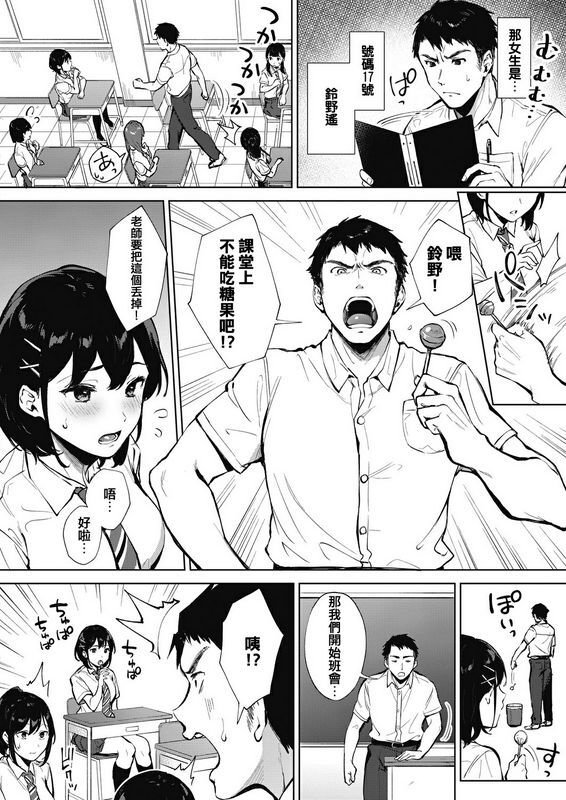 那女生是…
むむむ…
ぱっ
號碼17號
鈴野遙
つか
つか
つか
あっ
喂
鈴野！
課堂上
不能吃糖果吧!?
老師要把這個丟掉！
唔…
好啦…
ぽいっ
すっ
那我們開始班會…
咦!?
ちゅぱ
ちゅぱ